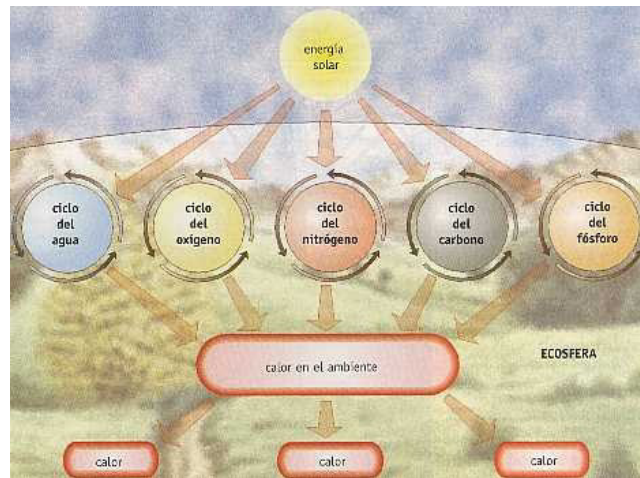 energía
solar
ciclo
del
agua
ciclo
del
oxígeno
ciclo
del
nitrógeno
ciclo
del
carbono
ciclo
del
fósforo
calor en el ambiente
ECOSFERA
calor
calor
calor